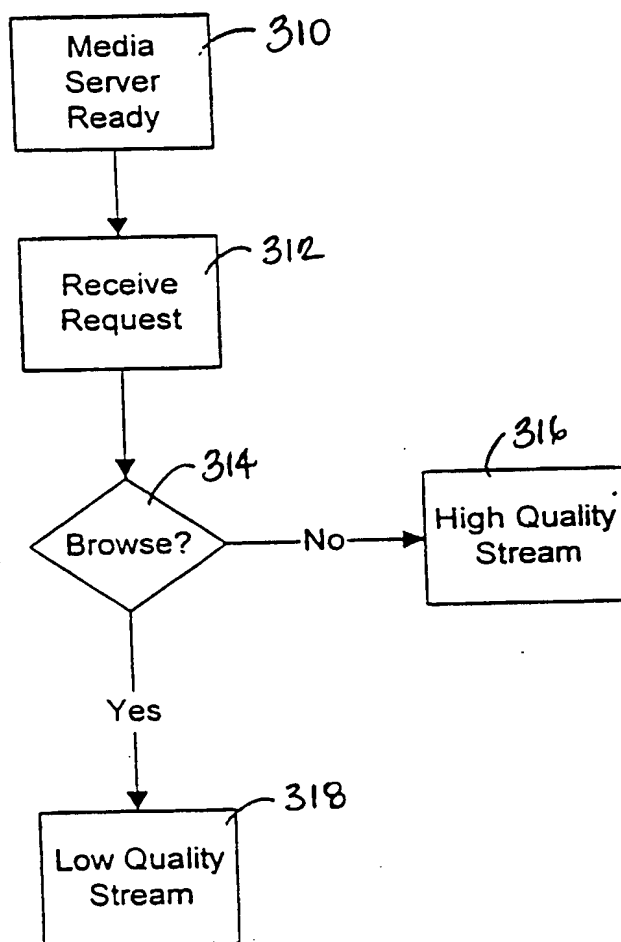 Media
Server
Ready
310
Receive
Request
312
Browse?
314
No
High Quality
Stream
316
Yes
Low Quality
Stream
318